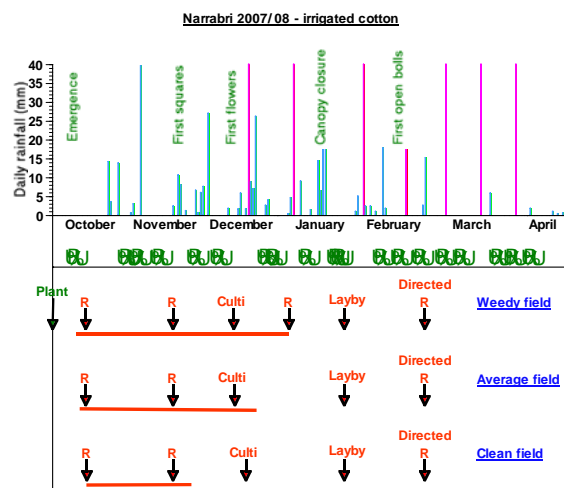 Narrabri 2007/08 - irrigated cotton
Daily rainfall (mm)
40
35
30
25
20
15
10
5
0
Emergence
First squares
First flowers
Canopy closure
First open bolls
October November December January February March April
Plant
R R Culti R Layby Directed Weedy field
R R Culti Layby Directed Average field
R R Culti Layby Directed Clean field